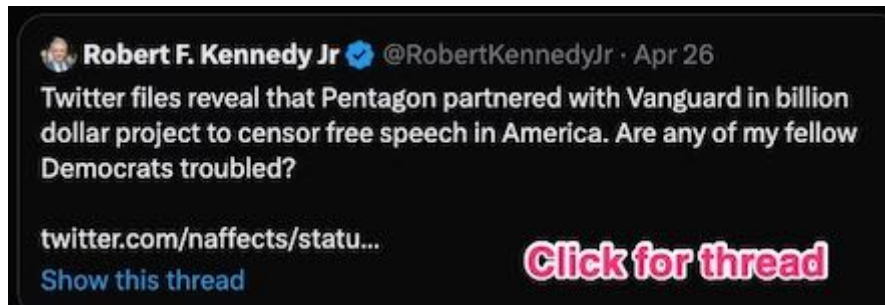 Robert F. Kennedy Jr @RobertKennedyJr · Apr 26
Twitter files reveal that Pentagon partnered with Vanguard in billion
dollar project to censor free speech in America. Are any of my fellow
Democrats troubled?
twitter.com/naffects/statu...
Click for thread
Show this thread